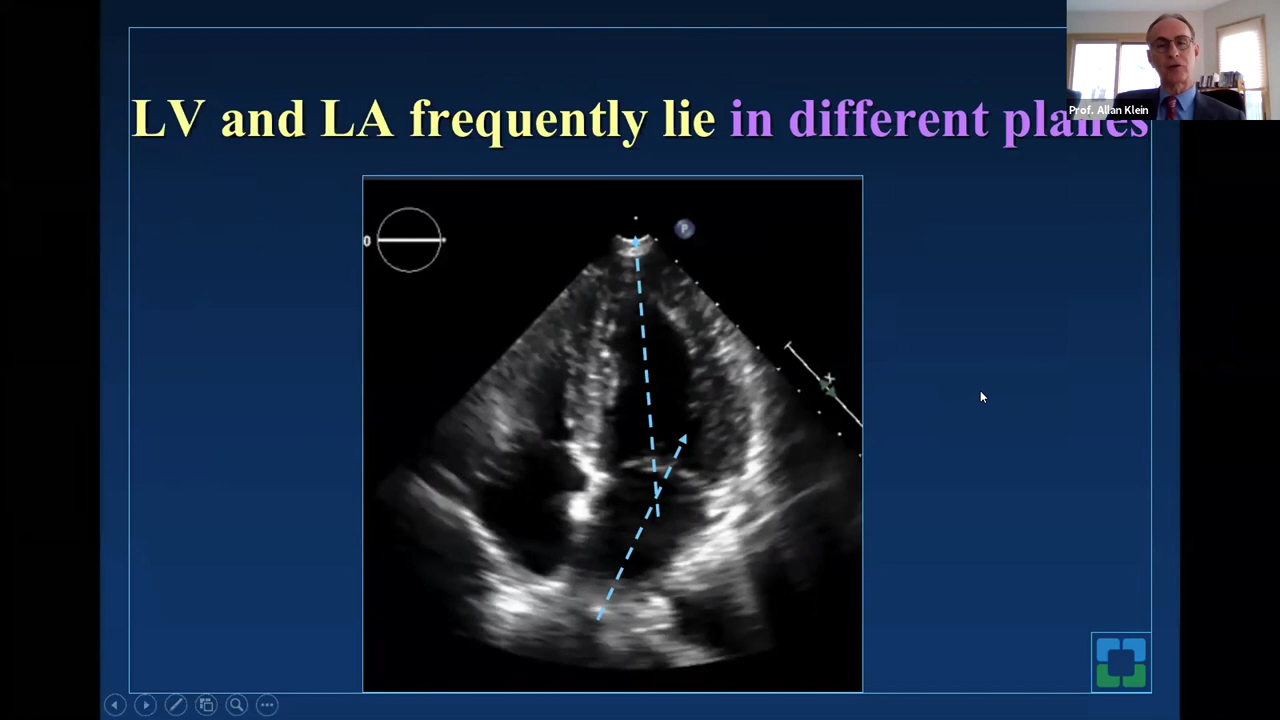 LV and LA frequently lie in different planes
Prof. Allan Klein
0
P